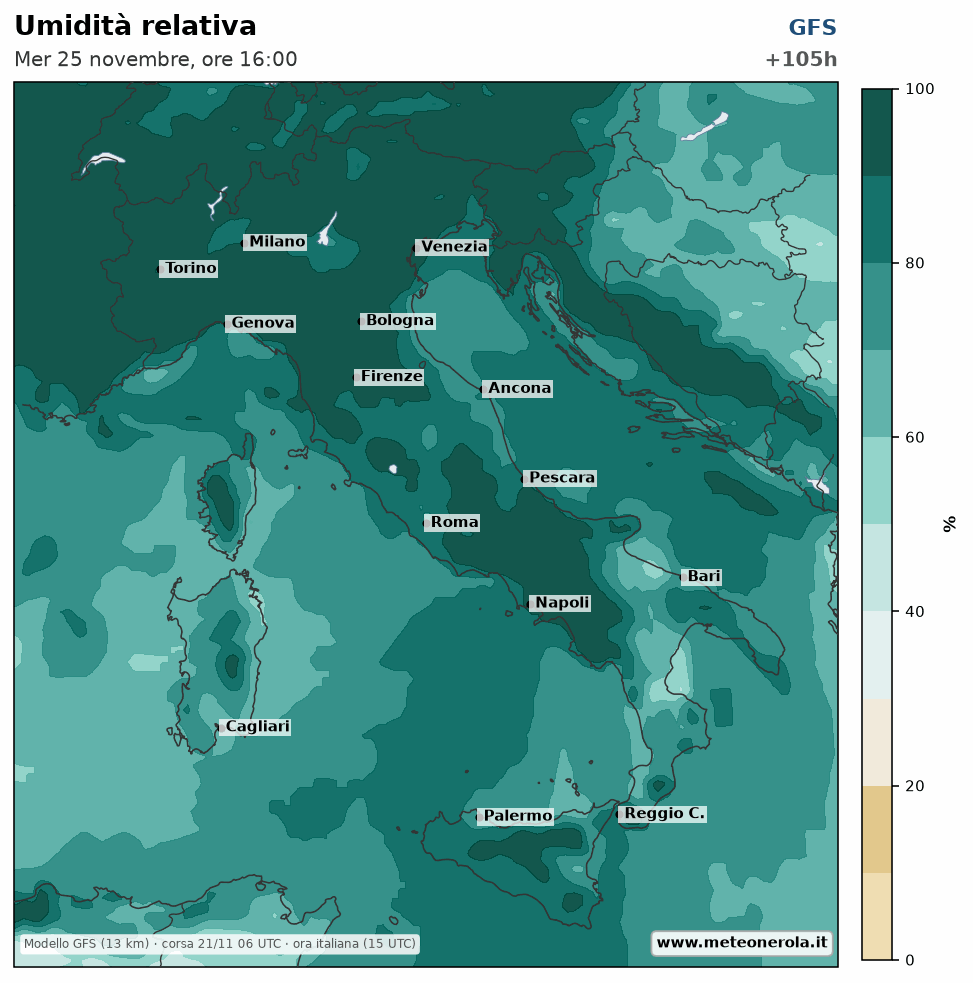 Umidità relativa
GFS
Mer 25 novembre, ore 16:00
+105h
100
80
60
40
20
0
%
Milano
Venezia
Torino
Genova
Bologna
Firenze
Ancona
Pescara
Roma
Bari
Napoli
Cagliari
Palermo
Reggio C.
Modello GFS (13 km) · corsa 21/11 06 UTC · ora italiana (15 UTC)
www.meteonerola.it